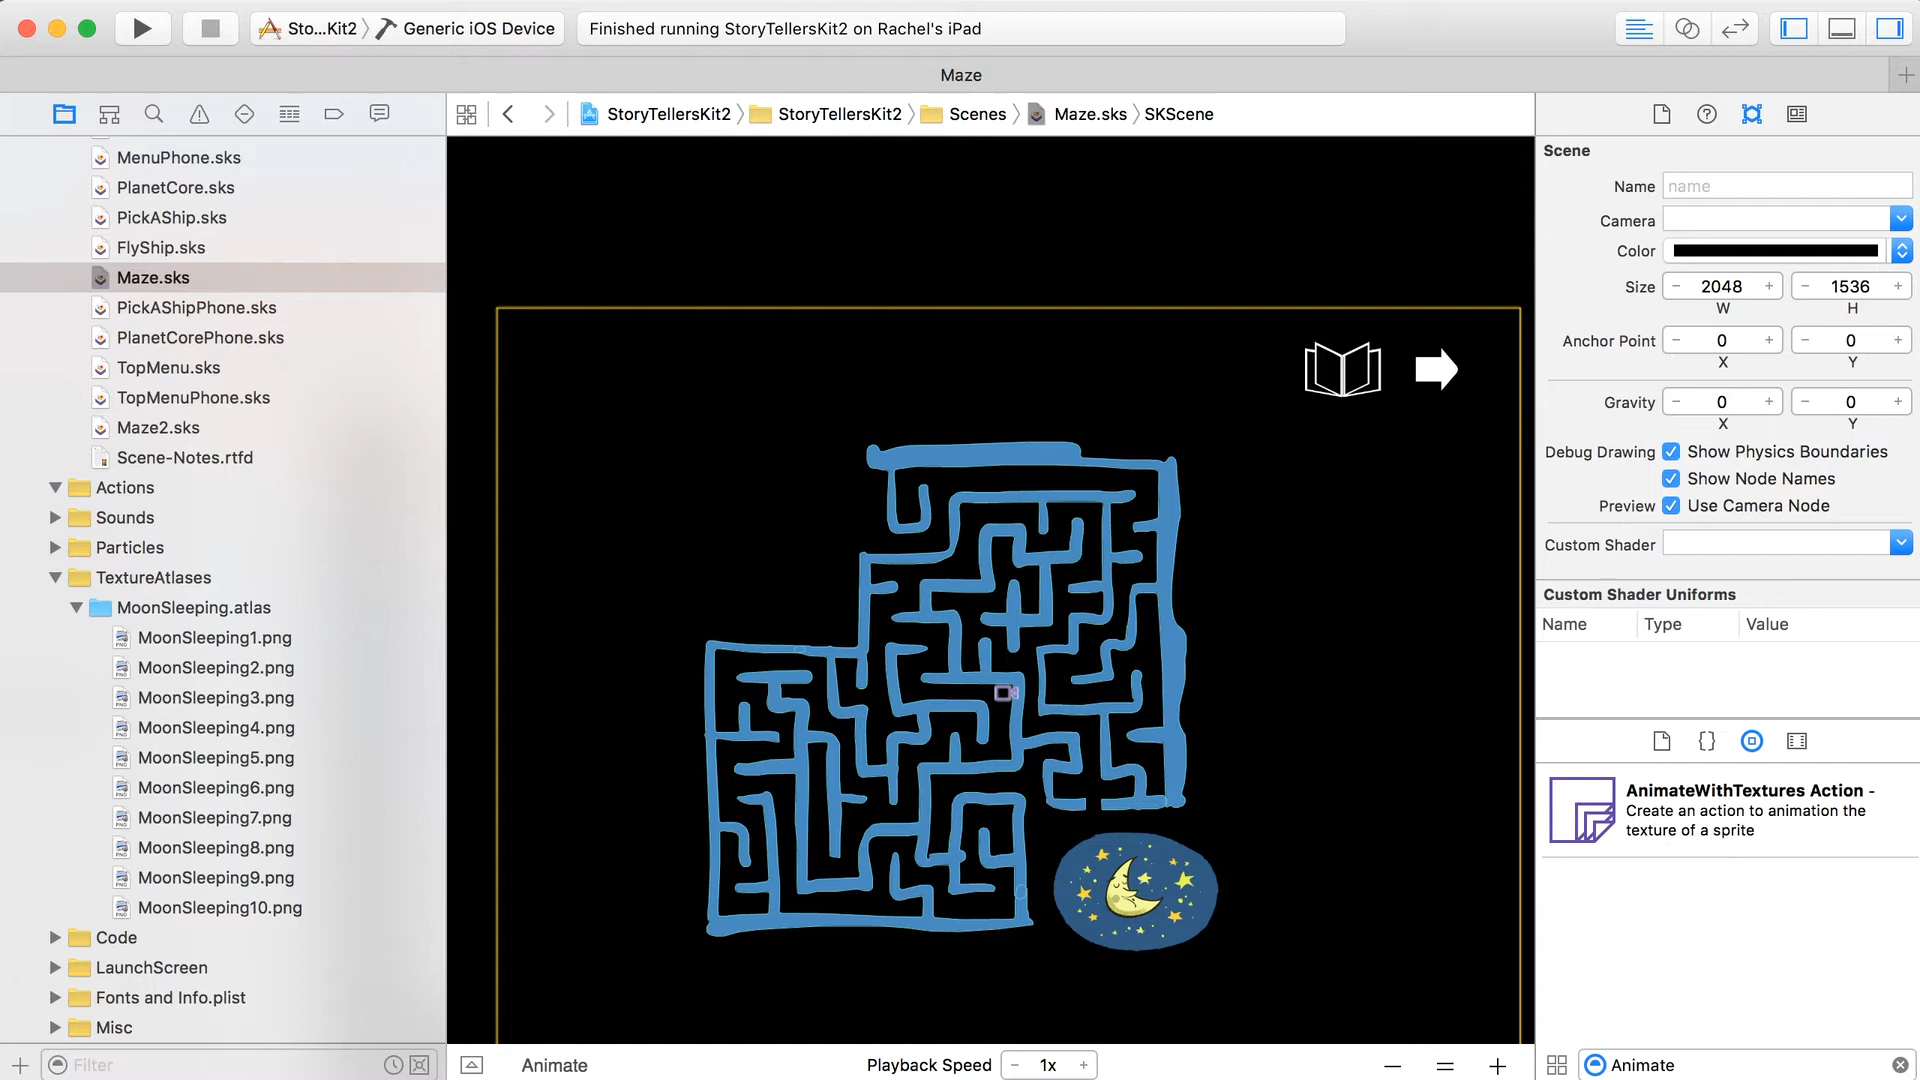 Sto...Kit2
Generic iOS Device
Finished running StoryTellersKit2 on Rachel's iPad
Maze
StoryTellersKit2
StoryTellersKit2
Scenes
Maze.sks
SKScene
MenuPhone.sks
PlanetCore.sks
PickAShip.sks
FlyShip.sks
Maze.sks
PickAShipPhone.sks
PlanetCorePhone.sks
TopMenu.sks
TopMenuPhone.sks
Maze2.sks
Scene-Notes.rtfd
Actions
Sounds
Particles
TextureAtlases
MoonSleeping.atlas
MoonSleeping1.png
MoonSleeping2.png
MoonSleeping3.png
MoonSleeping4.png
MoonSleeping5.png
MoonSleeping6.png
MoonSleeping7.png
MoonSleeping8.png
MoonSleeping9.png
MoonSleeping10.png
Code
LaunchScreen
Fonts and Info.plist
Misc
Filter
Animate
Playback Speed
1x
Scene
Name name
Camera
Color
Size 2048 1536
W H
Anchor Point 0 0
X Y
Gravity 0 0
X Y
Debug Drawing Show Physics Boundaries
Show Node Names
Preview Use Camera Node
Custom Shader
Custom Shader Uniforms
Name Type Value
AnimateWithTextures Action -
Create an action to animation the
texture of a sprite
Animate